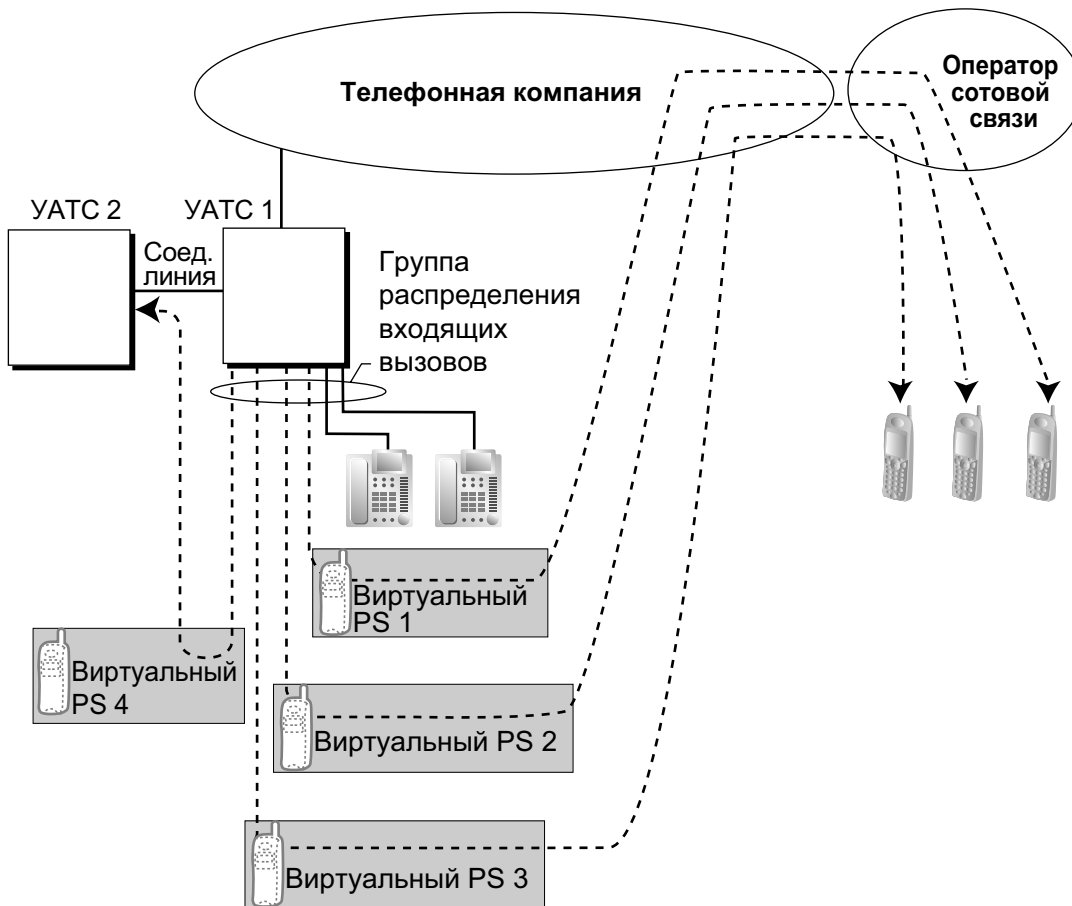 Телефонная компания
Оператор
сотовой
связи
УАТС 2
УАТС 1
Соед.
линия
Группа
распределения
входящих
вызовов
Виртуальный
PS 1
Виртуальный
PS 4
Виртуальный PS 2
Виртуальный PS 3